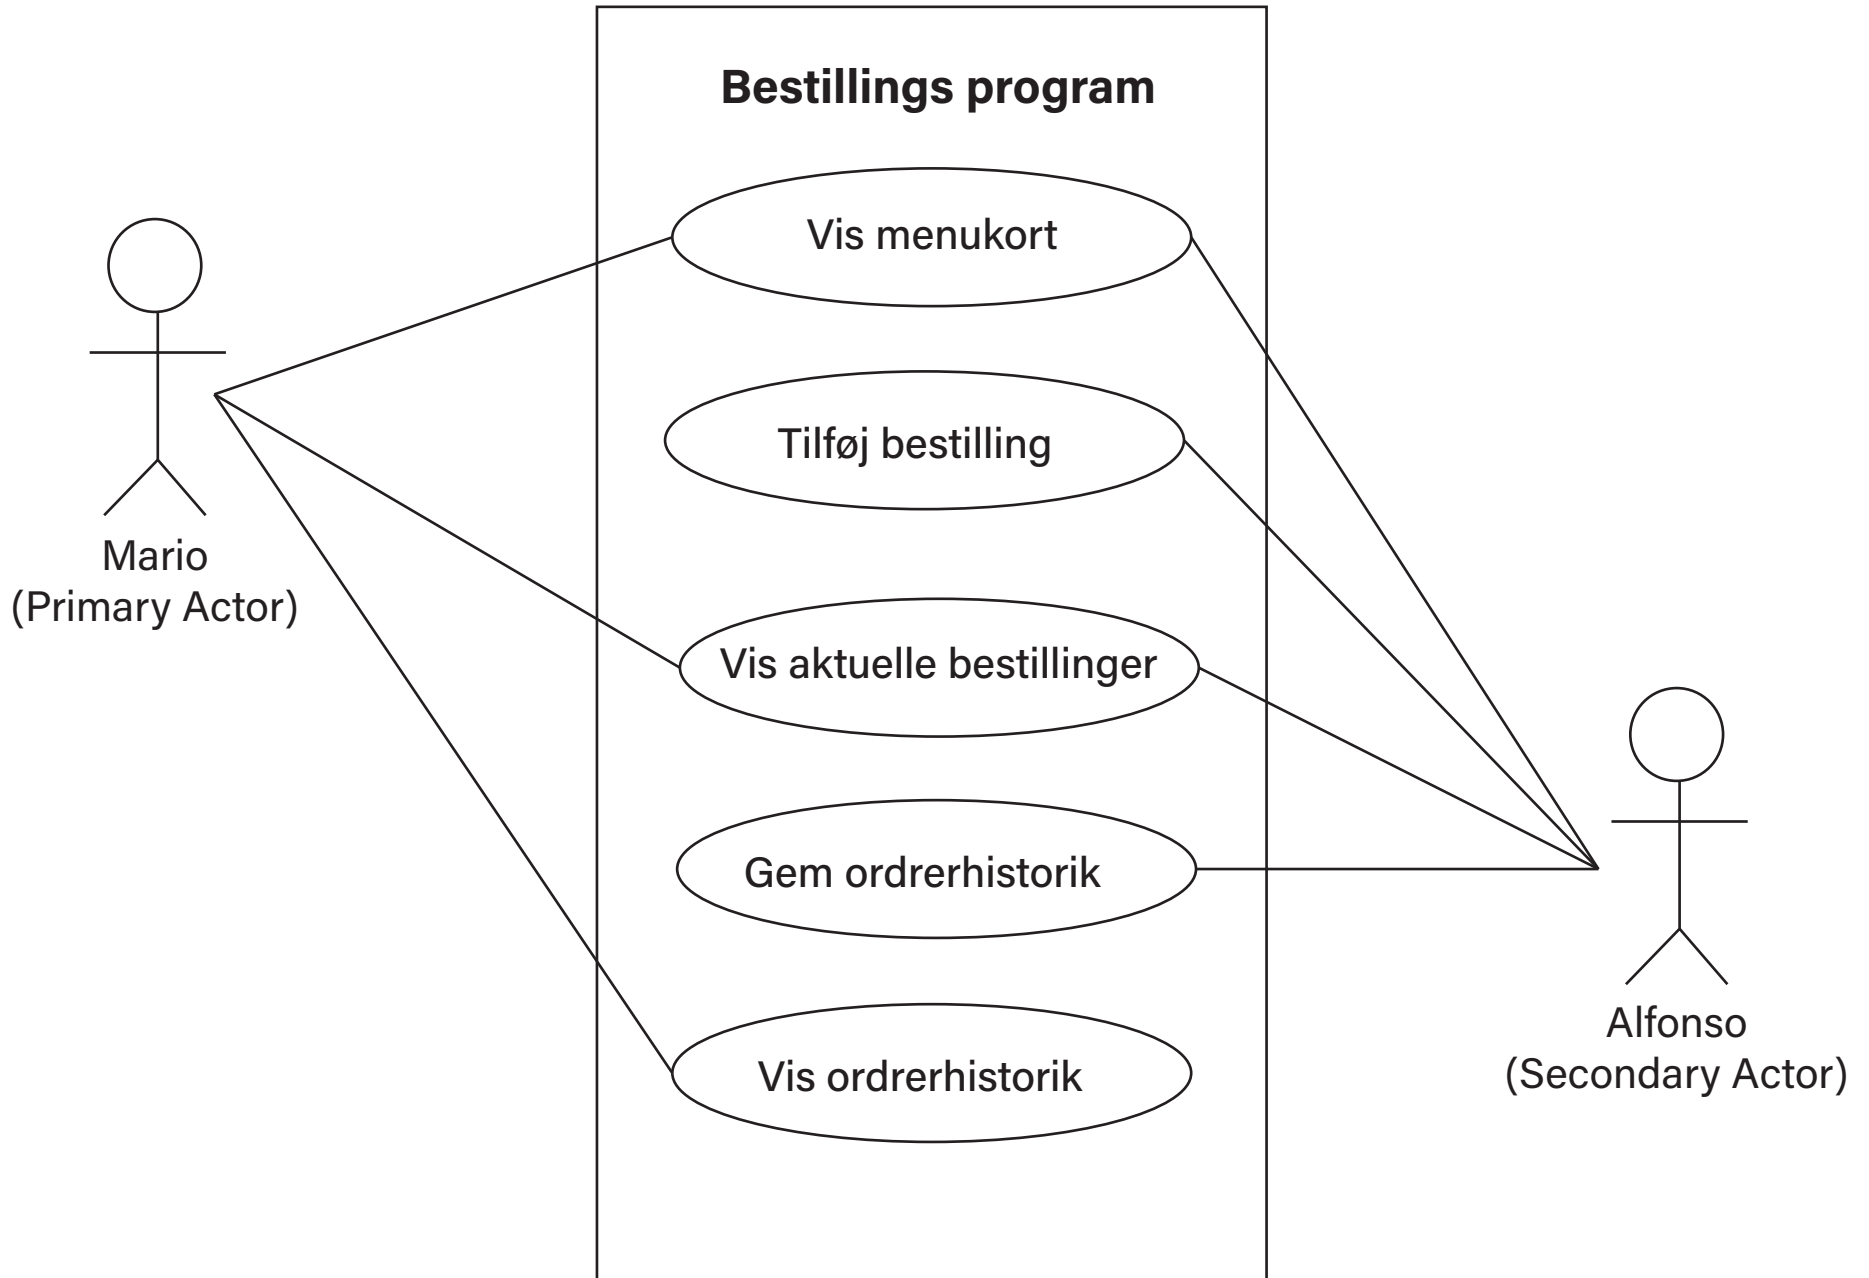 Bestillings program
Vis menukort
Tilføj bestilling
Mario
(Primary Actor)
Vis aktuelle bestillinger
Gem ordrerhistorik
Vis ordrerhistorik
Alfonso
(Secondary Actor)